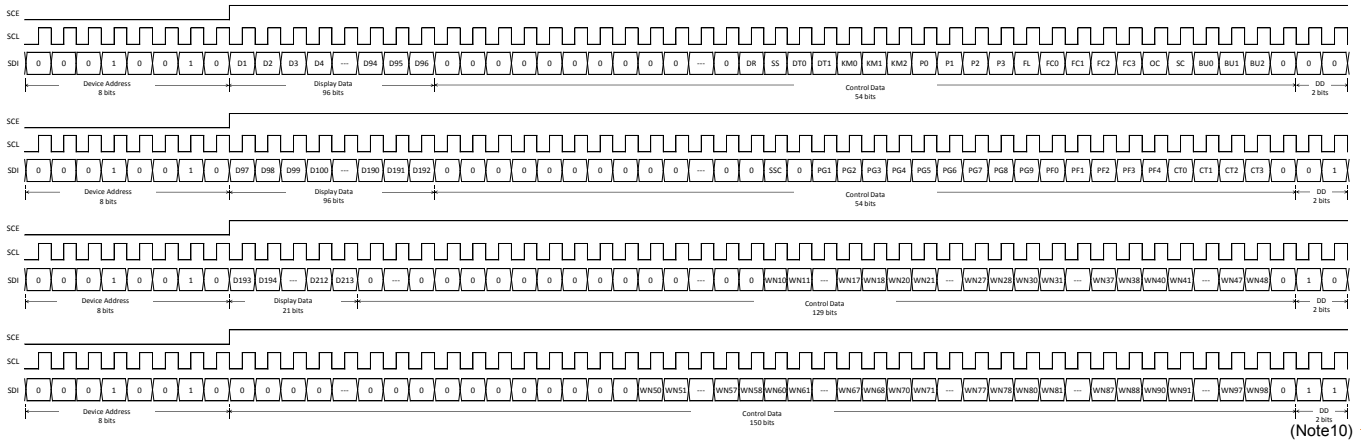 SCE
SCL
SDI 0 0 0 1 0 0 1 0 D1 D2 D3 D4 --- D94 D95 D96 0 0 0 0 0 0 0 0 0 0 --- 0 DR SS DT0 DT1 KM0 KM1 KM2 P0 P1 P2 P3 FL FC0 FC1 FC2 FC3 OC SC BU0 BU1 BU2 0 0 0
Device Address Display Data Control Data DD
8 bits 96 bits 54 bits 2 bits
SCE
SCL
SDI 0 0 0 1 0 0 1 0 D97 D98 D99 D100 --- D190 D191 D192 0 0 0 0 0 0 0 0 0 0 --- 0 0 SSC 0 PG1 PG2 PG3 PG4 PG5 PG6 PG7 PG8 PG9 PF0 PF1 PF2 PF3 PF4 CT0 CT1 CT2 CT3 0 0 1
Device Address Display Data Control Data DD
8 bits 96 bits 54 bits 2 bits
SCE
SCL
SDI 0 0 0 1 0 0 1 0 D193 D194 --- D212 D213 0 --- 0 0 0 0 0 0 0 0 0 0 0 --- 0 0 WN10 WN11 --- WN17 WN18 WN20 WN21 --- WN27 WN28 WN30 WN31 --- WN37 WN38 WN40 WN41 --- WN47 WN48 0 1 0
Device Address Display Data Control Data DD
8 bits 21 bits 129 bits 2 bits
SCE
SCL
SDI 0 0 0 1 0 0 1 0 0 0 0 0 --- 0 0 0 0 0 0 0 0 0 0 0 WN50 WN51 --- WN57 WN58 WN60 WN61 --- WN67 WN68 WN70 WN71 --- WN77 WN78 WN80 WN81 --- WN87 WN88 WN90 WN91 --- WN97 WN98 0 1 1
Device Address Control Data DD
8 bits 150 bits 2 bits
(Note10)